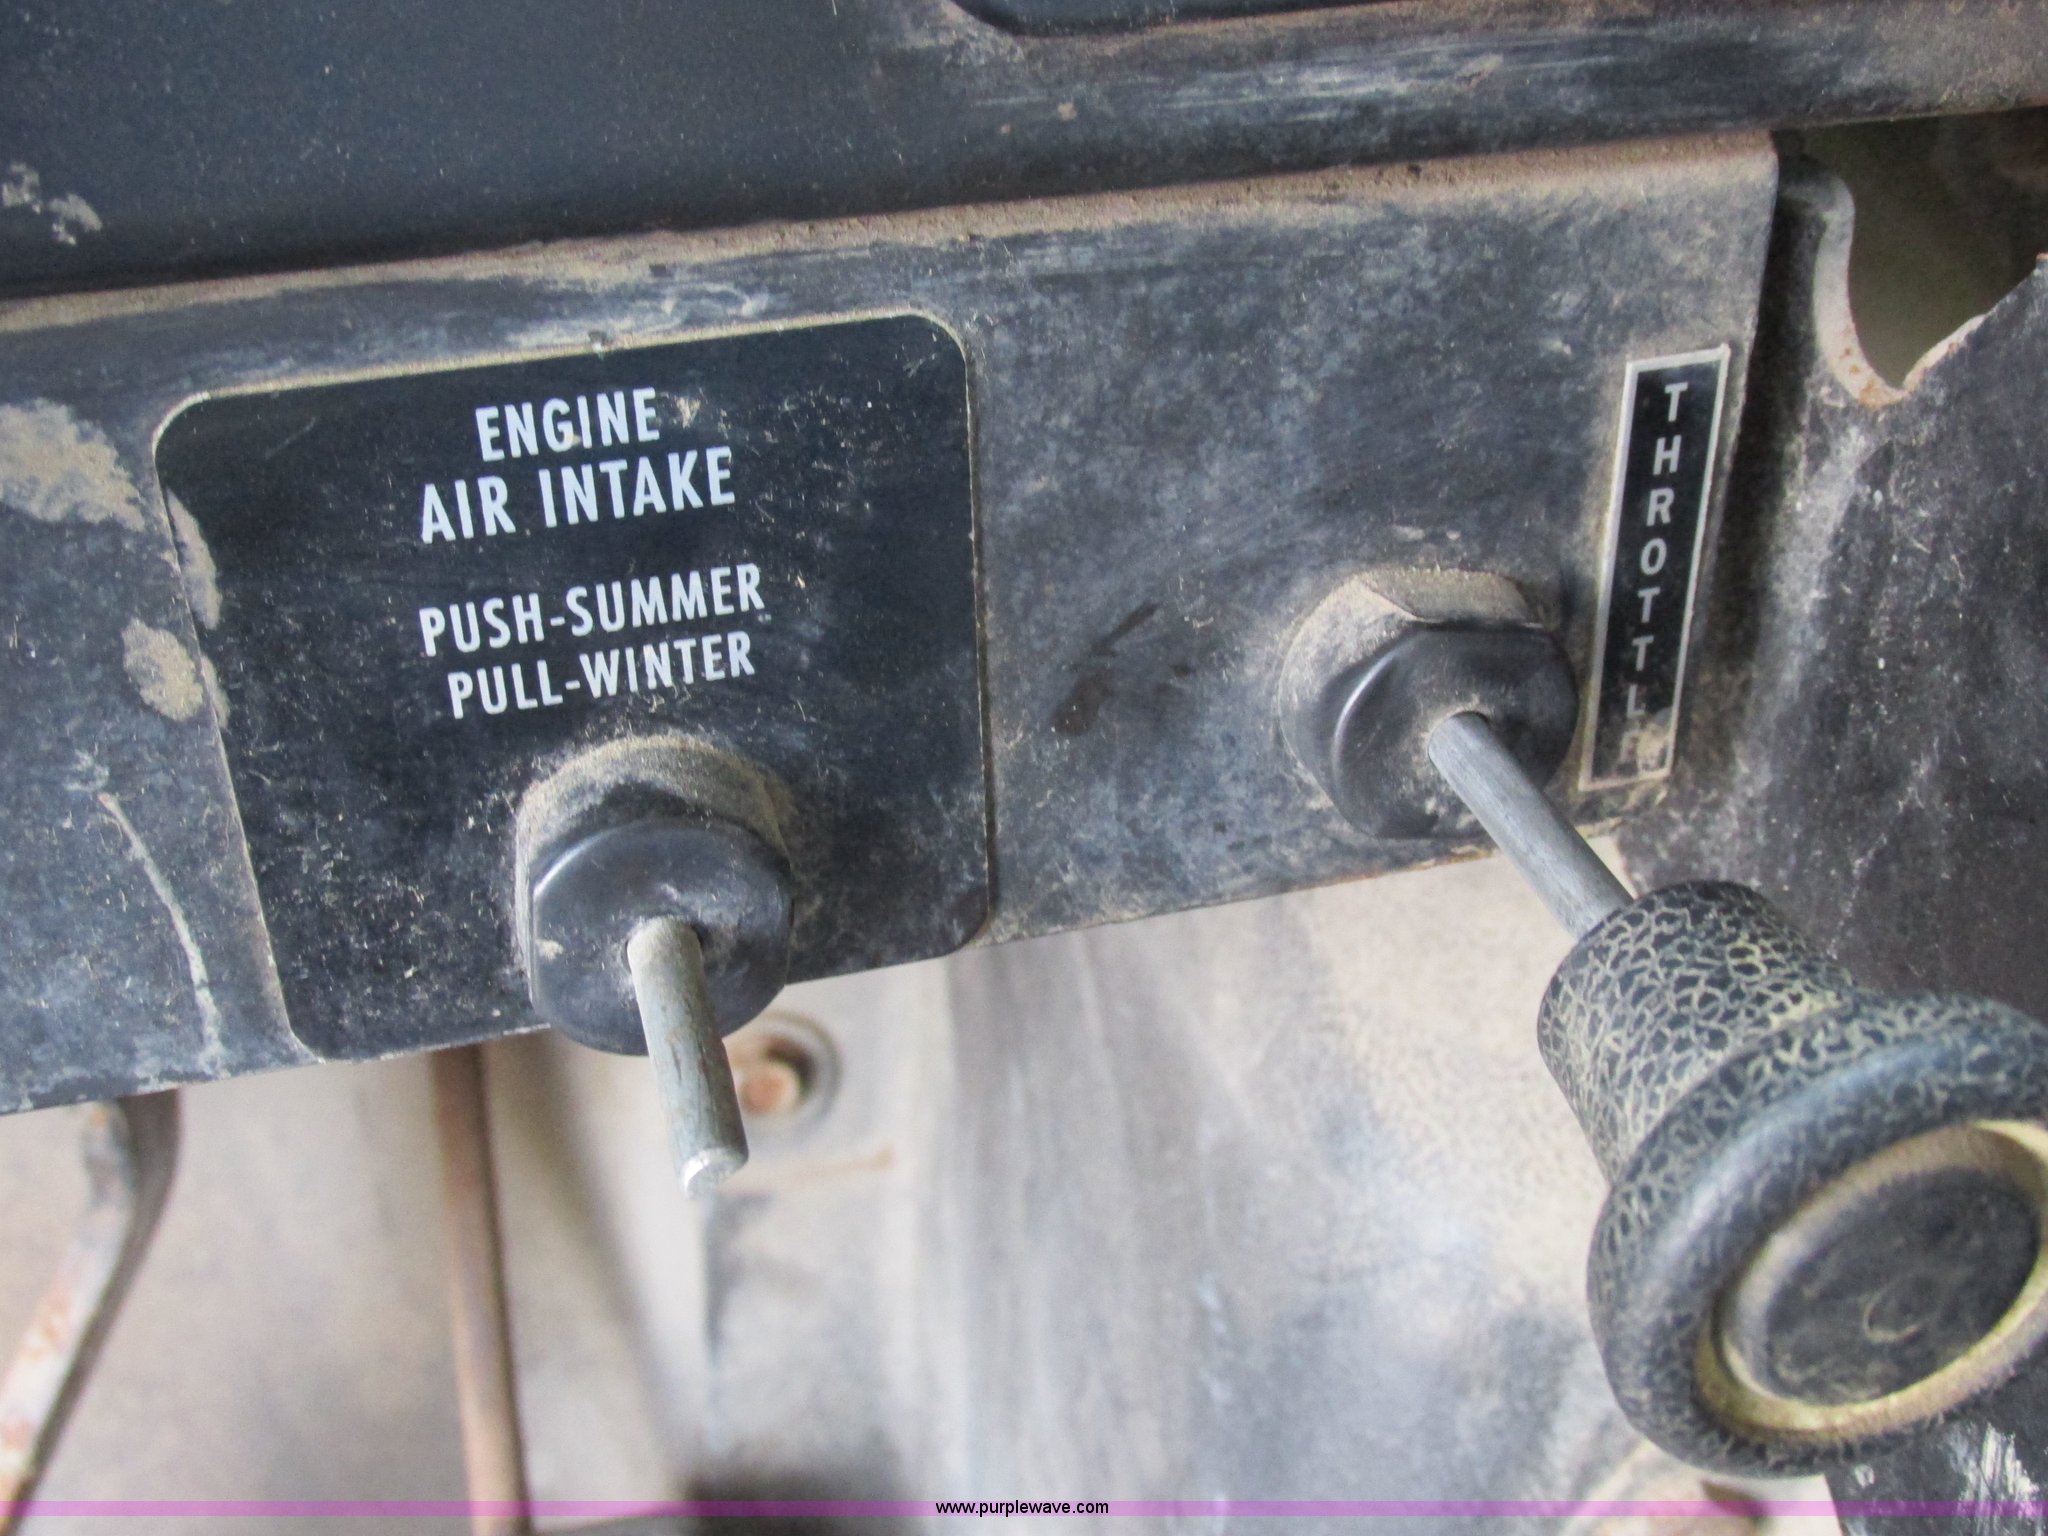 ENGINE
AIR INTAKE
PUSH-SUMMER
PULL-WINTER
THROTTLE
www.purplewave.com